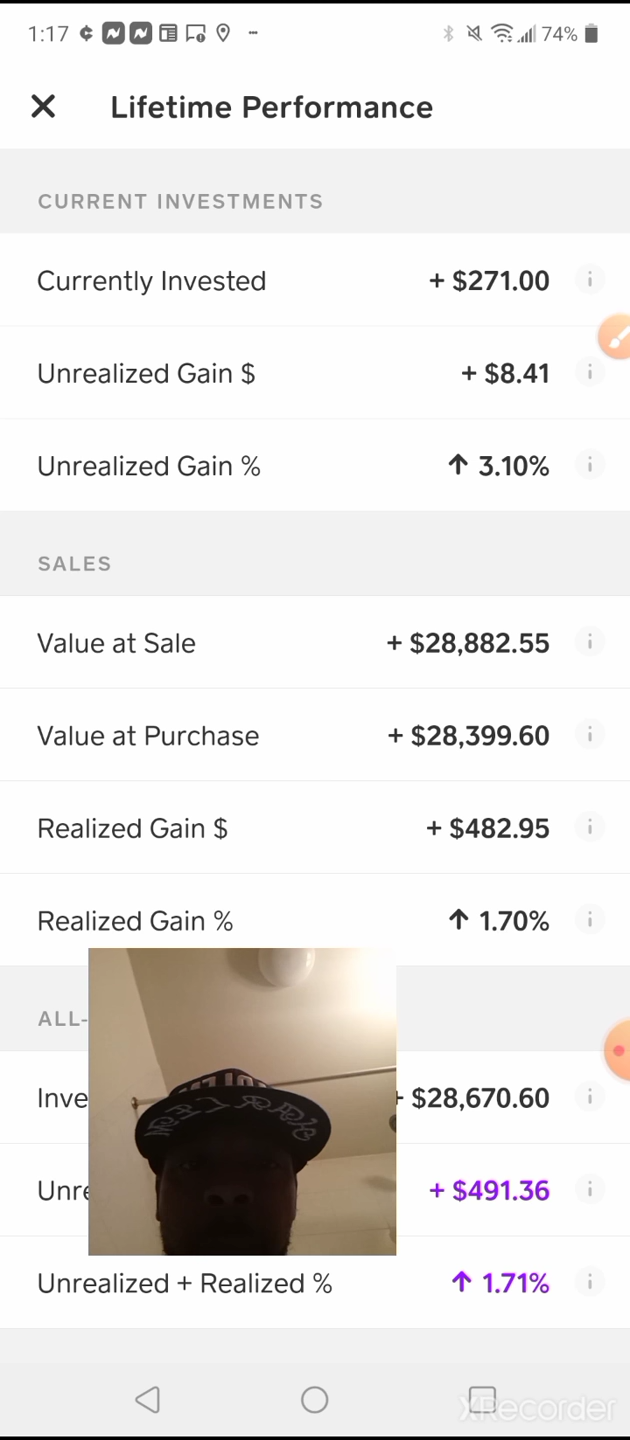 1:17 74%
Lifetime Performance
CURRENT INVESTMENTS
Currently Invested + $271.00
Unrealized Gain $ + $8.41
Unrealized Gain % ↑ 3.10%
SALES
Value at Sale + $28,882.55
Value at Purchase + $28,399.60
Realized Gain $ + $482.95
Realized Gain % ↑ 1.70%
ALL-
Inve + $28,670.60
Unre + $491.36
Unrealized + Realized % ↑ 1.71%
XRecorder